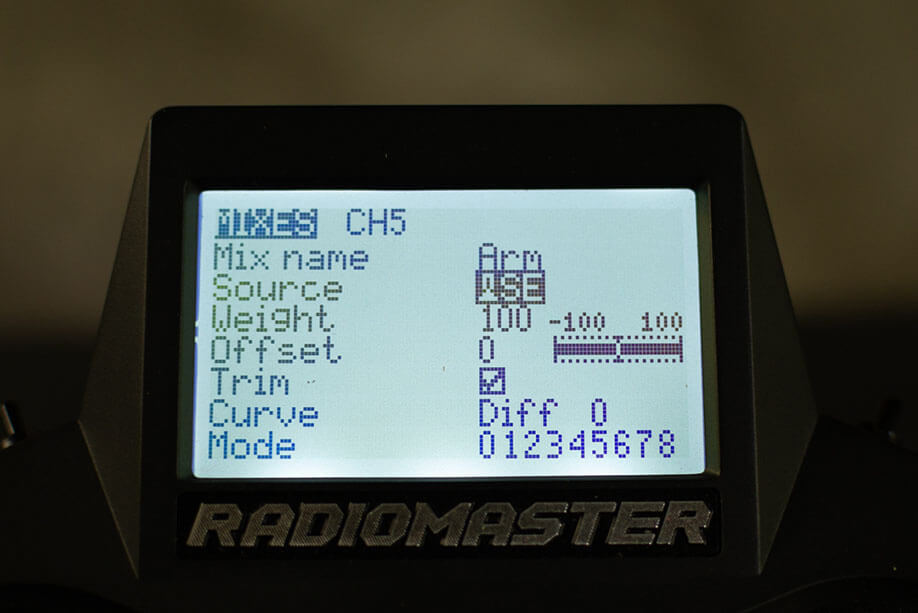 MIXES CH5
Mix name Arm
Source SE
Weight 100 -100 100
Offset 0
Trim
Curve Diff 0
Mode 012345678
RADIOMASTER